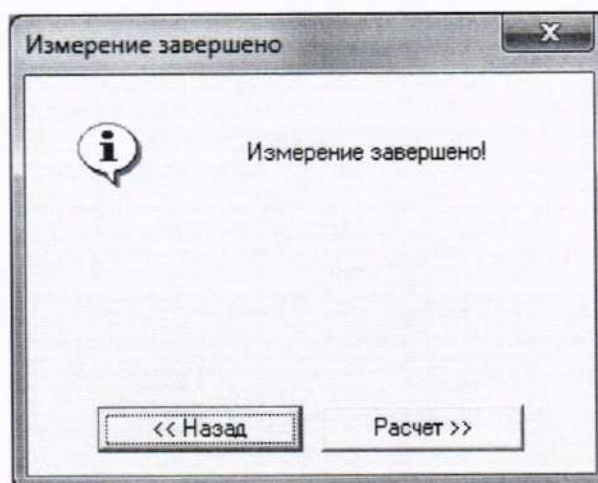 Измерение завершено
Измерение завершено!
<< Назад
Расчет >>